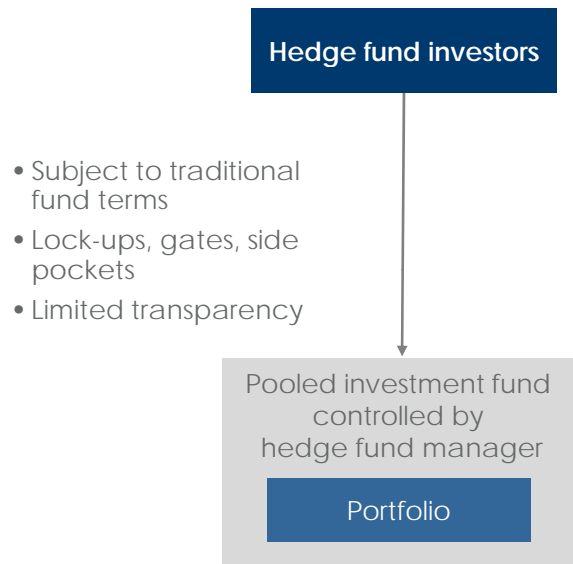 Hedge fund investors
• Subject to traditional
fund terms
• Lock-ups, gates, side
pockets
• Limited transparency
Pooled investment fund
controlled by
hedge fund manager
Portfolio